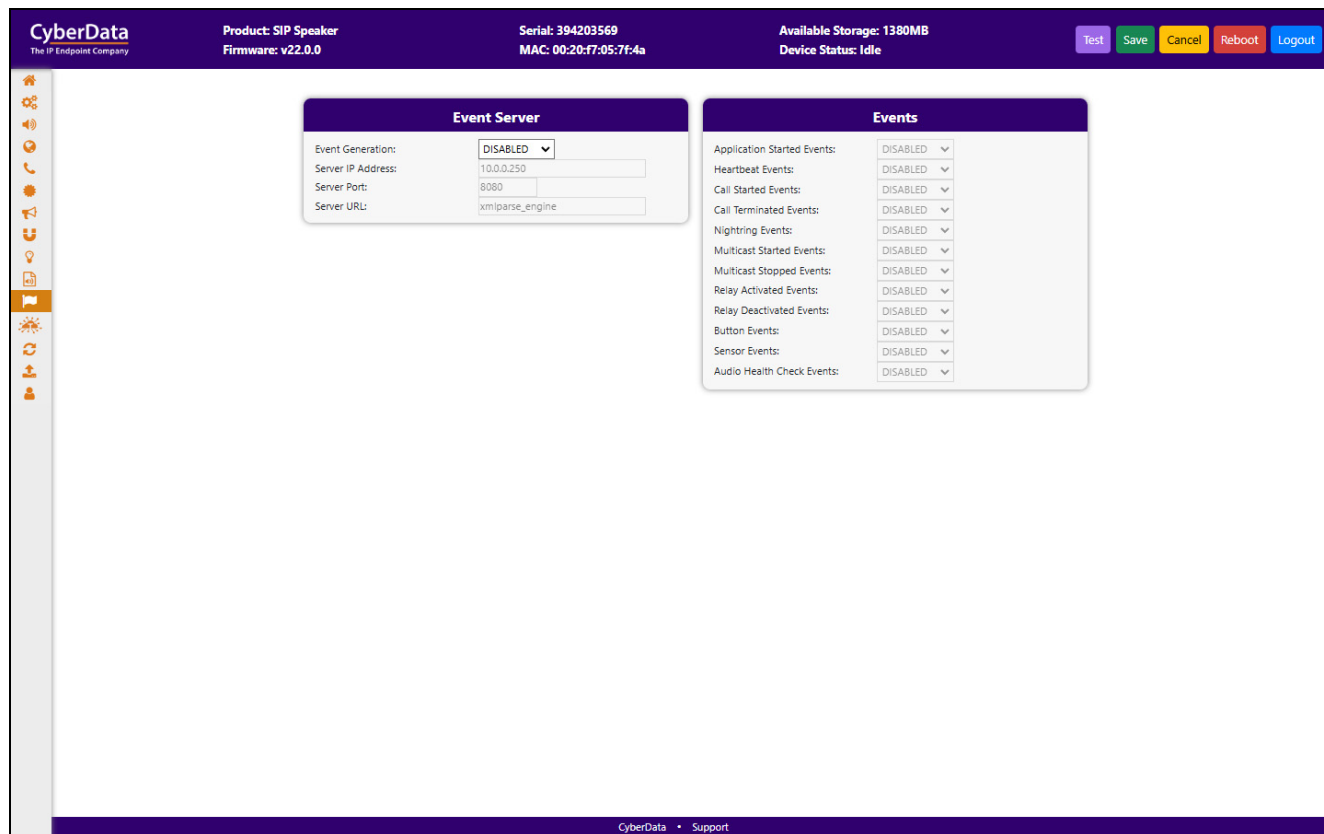 CyberData
The IP Endpoint Company
Product: SIP Speaker
Firmware: v22.0.0
Serial: 394203569
MAC: 00:20:f7:05:7f:4a
Available Storage: 1380MB
Device Status: Idle
Test Save Cancel Reboot Logout
Event Server
Event Generation: DISABLED
Server IP Address: 10.0.0.250
Server Port: 8080
Server URL: xmlparse_engine
Events
Application Started Events: DISABLED
Heartbeat Events: DISABLED
Call Started Events: DISABLED
Call Terminated Events: DISABLED
Nightring Events: DISABLED
Multicast Started Events: DISABLED
Multicast Stopped Events: DISABLED
Relay Activated Events: DISABLED
Relay Deactivated Events: DISABLED
Button Events: DISABLED
Sensor Events: DISABLED
Audio Health Check Events: DISABLED
CyberData • Support